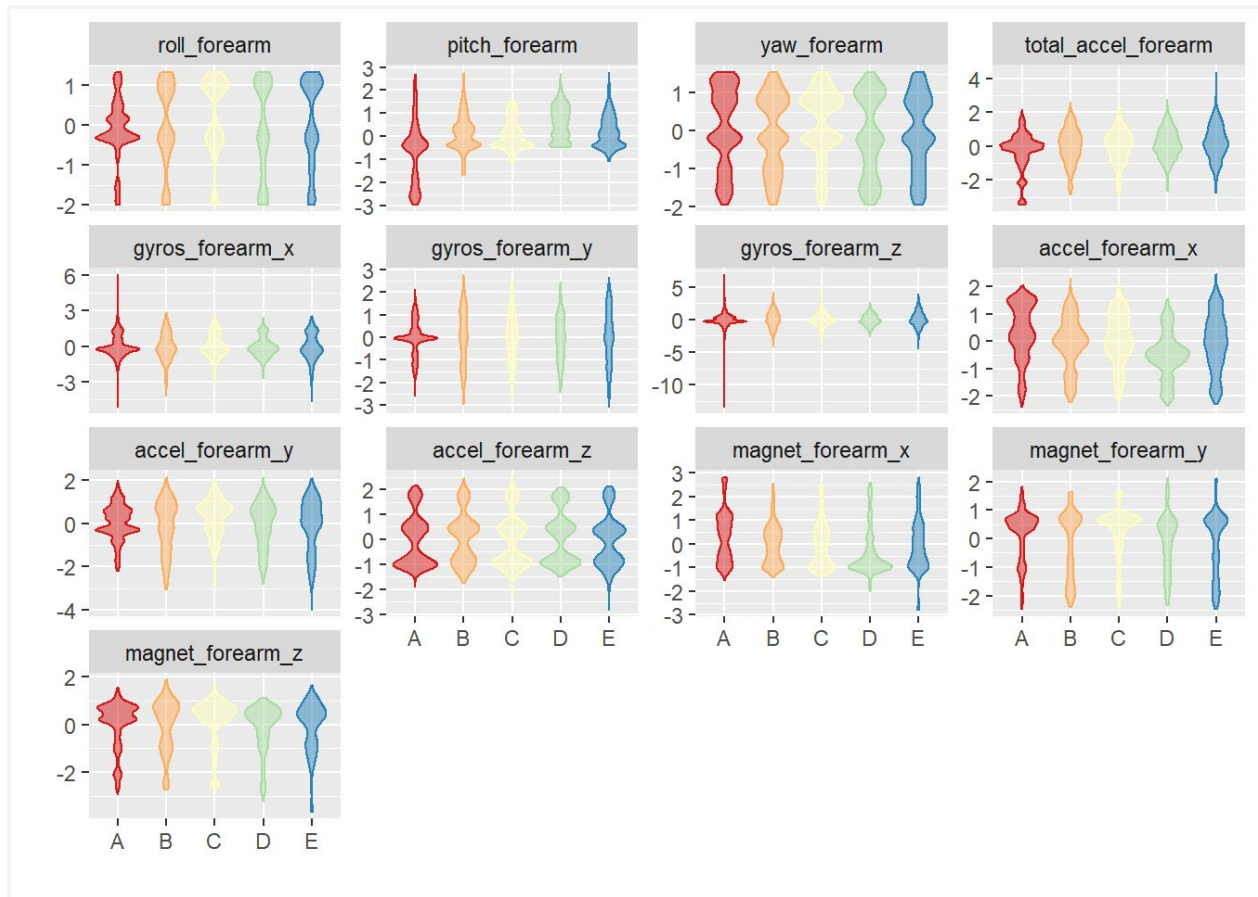 roll_forearm pitch_forearm yaw_forearm total_accel_forearm
1 0 -1 -2
3 2 1 0 -1 -2 -3
1 0 -1 -2
4 2 0 -2
gyros_forearm_x gyros_forearm_y gyros_forearm_z accel_forearm_x
6 3 0 -3
3 2 1 0 -1 -2 -3
5 0 -5 -10
2 1 0 -1 -2
accel_forearm_y accel_forearm_z magnet_forearm_x magnet_forearm_y
2 0 -2 -4
2 1 0 -1 -2 -3
3 2 1 0 -1 -2 -3
2 1 0 -1 -2
A B C D E
A B C D E
A B C D E
magnet_forearm_z
2 0 -2
A B C D E